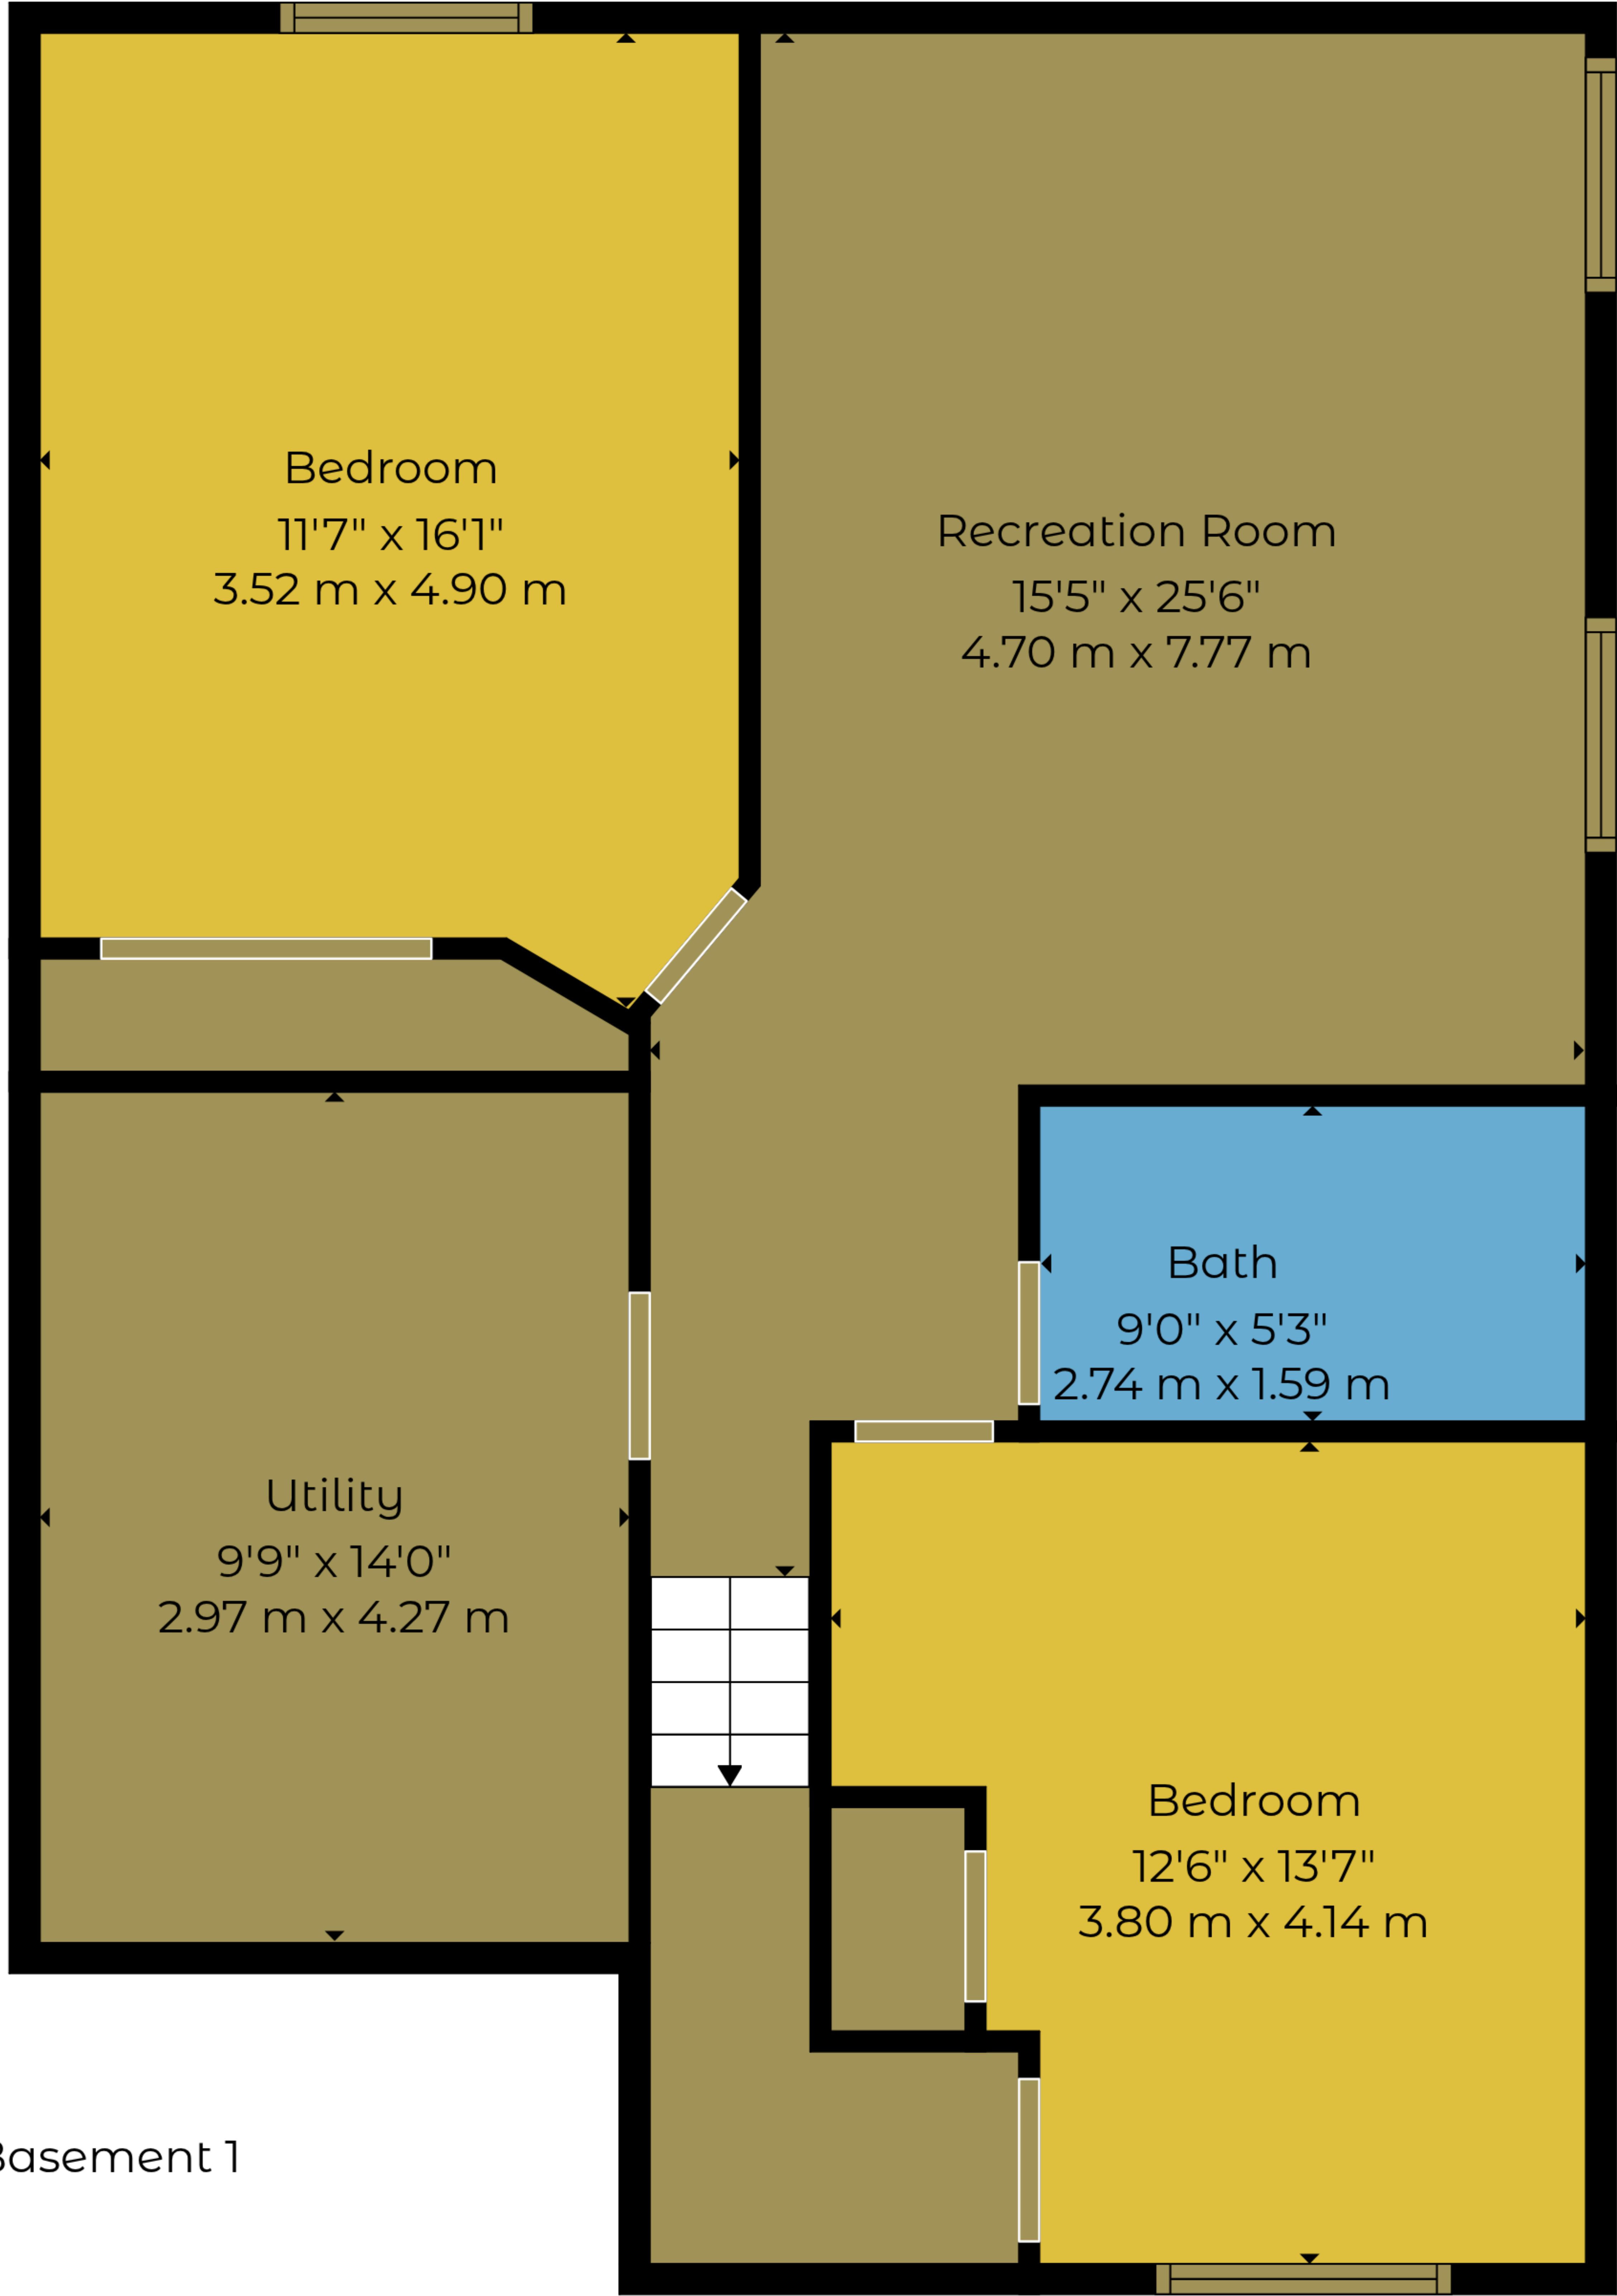 Bedroom
11'7" x 16'1"
3.52 m x 4.90 m
Recreation Room
15'5" x 25'6"
4.70 m x 7.77 m
Bath
9'0" x 5'3"
2.74 m x 1.59 m
Utility
9'9" x 14'0"
2.97 m x 4.27 m
Bedroom
12'6" x 13'7"
3.80 m x 4.14 m
Basement 1